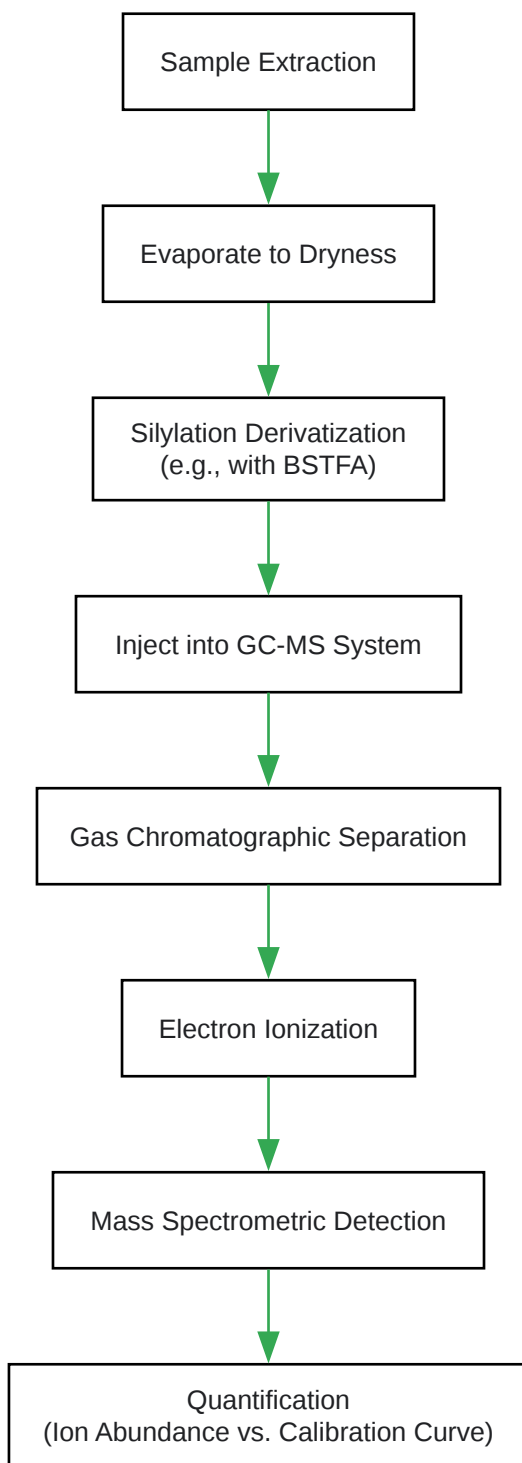 Sample Extraction
Evaporate to Dryness
Silylation Derivatization
(e.g., with BSTFA)
Inject into GC-MS System
Gas Chromatographic Separation
Electron Ionization
Mass Spectrometric Detection
Quantification
(Ion Abundance vs. Calibration Curve)